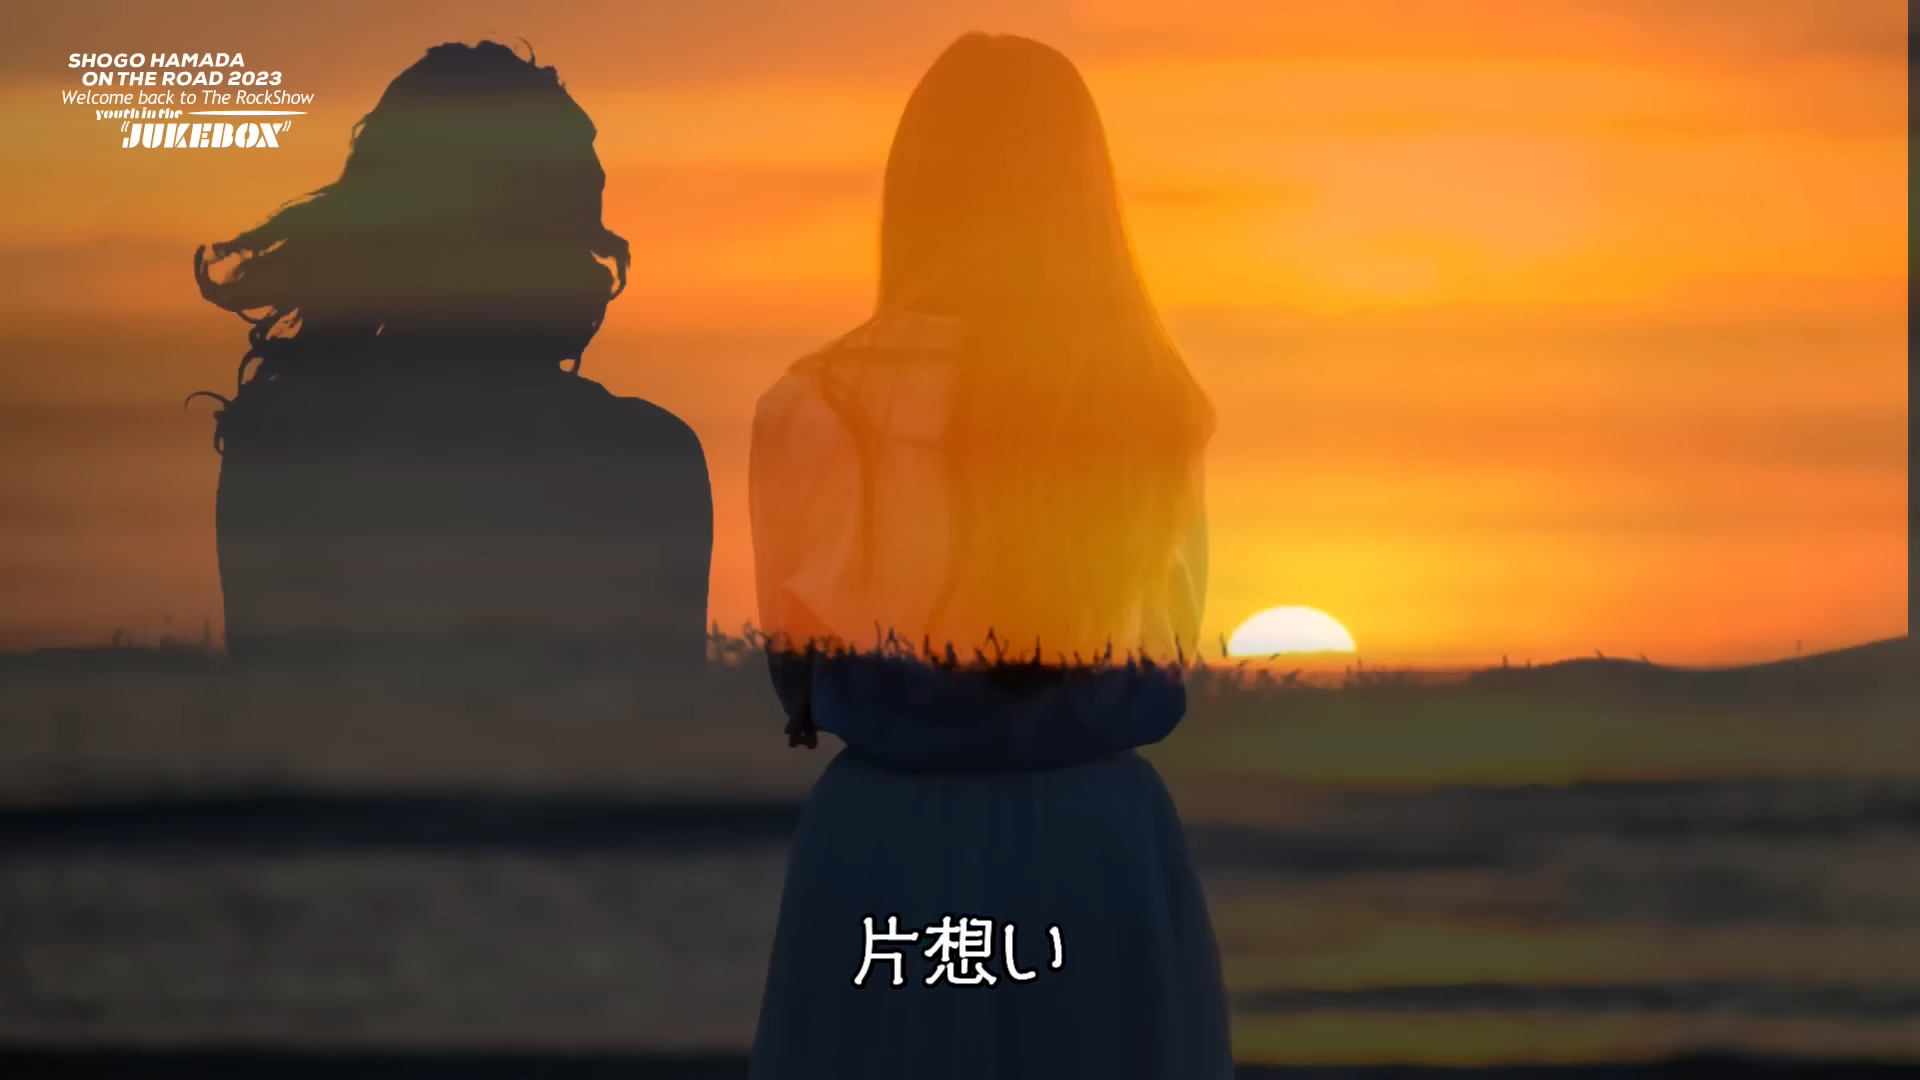 SHOGO HAMADA
ON THE ROAD 2023
Welcome back to The RockShow
youth in the
"JUKEBOX"
片想い